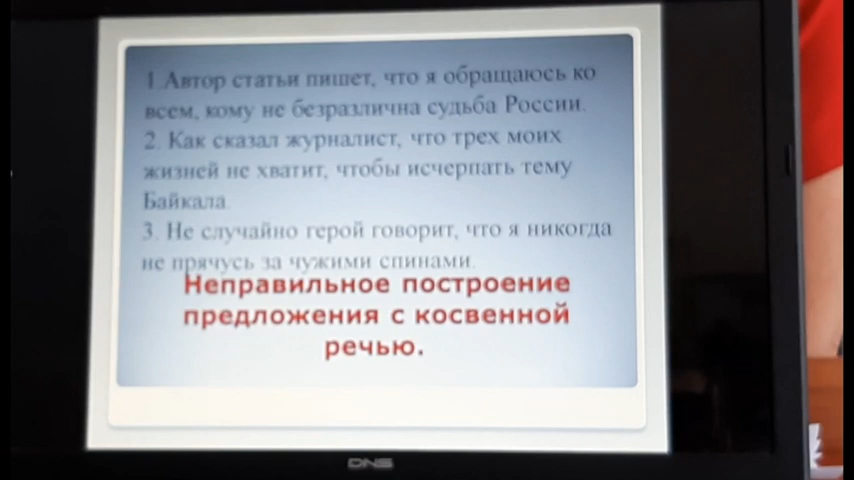 1.Автор статьи пишет, что я обращаюсь ко
всем, кому не безразлична судьба России.
2. Как сказал журналист, что трех моих
жизней не хватит, чтобы исчерпать тему
Байкала.
3. Не случайно герой говорит, что я никогда
не прячусь за чужими спинами.
Неправильное построение
предложения с косвенной
речью.
DNS